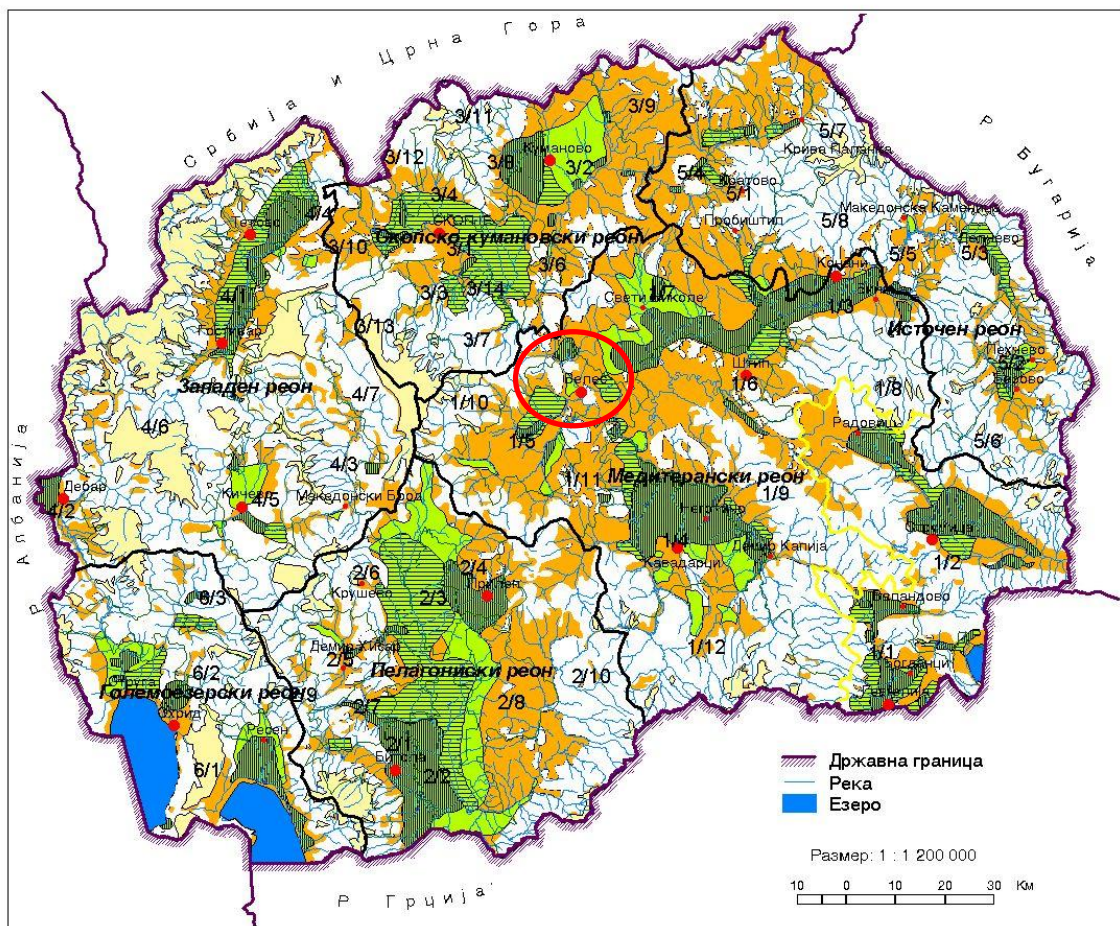 Србија и Црна Гора
Р Бугарија
Р Албанија
Р Грција
3/11
3/9
3/12
3/8
Куманово
3/2
5/7
Крива Паланка
3/4
5/4
Кратово
5/1
4/4
Тетово
Скопско кумановски реон
3/10
3/1
Пробиштип
5/8
Македонска Каменица
5/5
Делчево
5/3
3/6
3/3
3/14
Кочани
Свети Николе
1/7
1/3
4/1
Гостивар
3/13
3/7
Источен реон
Пехчево
5/2
Берово
Западен реон
4/7
1/10
Велес
Штип
1/6
1/8
4/6
1/5
Радовиш
5/6
4/3
1/11
Медитерански реон
1/9
Дебар
4/2
Кичево
4/5
Македонски Брод
Неготино
Струмица
1/4
Кавадарци
Демир Капија
1/2
2/6
Крушево
2/4
Прилеп
2/3
6/3
Валандово
Демир Хисар
2/5
1/12
1/1
Богданци
Гевгелија
6/2
Големоезерски реон
2/9
Пелагониски реон
2/10
2/8
Струга
Охрид
Ресен
2/7
6/1
2/1
Битола
2/2
Државна граница
Река
Езеро
Размер: 1 : 1 200 000
10 0 10 20 30 Км